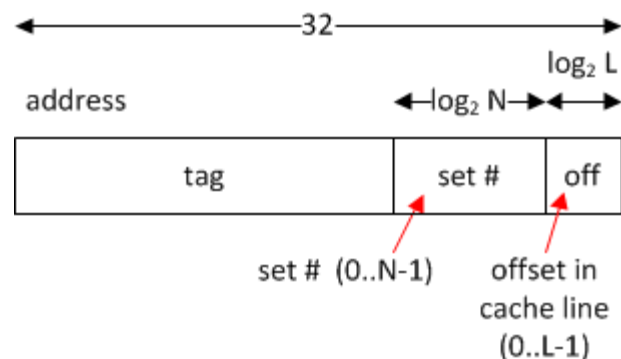 32
log₂ L
address
log₂ N
tag
set #
off
set # (0..N-1)
offset in
cache line
(0..L-1)